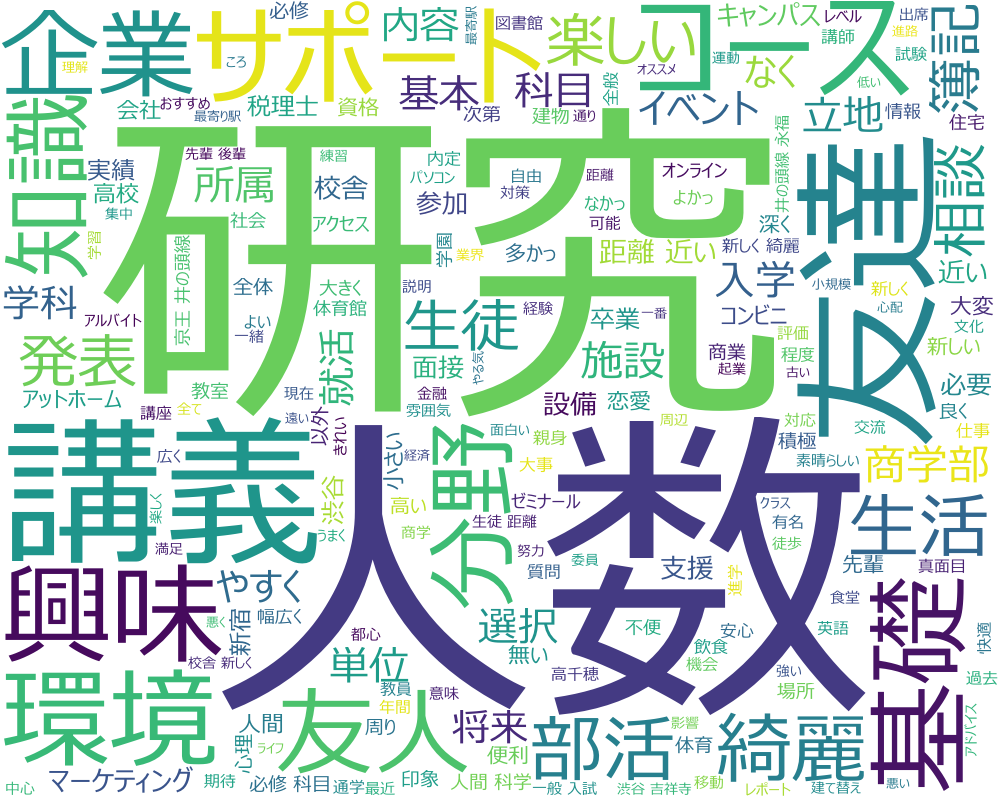 企業
サポート
コース
研究
人数
友達
講義
興味
環境
友人
基礎
知識
分野
部活
綺麗
生活
生徒
発表
楽しい
簿記
立地
相談
施設
商学部
入学
就活
所属
学科
科目
基本
内容
イベント
なく
やすく
単位
将来
選択
必修
図書館
最寄駅
キャンパス
レベル
出席
進路
講師
試験
低い
理解
ころ
オススメ
運動
全般
会社
おすすめ
税理士
資格
次第
建物
通り
情報
住宅
最寄り駅
先輩 後輩
練習
内定
パソコン
自由
対策
距離
オンライン
井の頭線 永福
実績
高校
集中
校舎
参加
なかっ
よかっ
可能
深く
社会
アクセス
学園
業界
多かっ
距離 近い
新しく 綺麗
小規模
近い
学習
京王 井の頭線
全体
大きく
体育館
説明
経験
一番
卒業
コンビニ
新しく
心配
大変
文化
新しい
アルバイト
よい
一緒
面接
やる気
商業
起業
評価
程度
古い
必要
アットホーム
教室
現在
遠い
金融
雰囲気
設備
恋愛
対応
良く
仕事
交流
講座
全て
以外
きれい
小さい
経済
面白い
親身
周辺
積極
素晴らしい
広く
楽しく
満足
渋谷
うまく
高い
商学
大事
ゼミナール
生徒 距離
努力
委員
質問
支援
進学
クラス
有名
徒歩
先輩
真面目
悪く
新宿
幅広く
都心
校舎 新しく
無い
不便
飲食
安心
機会
英語
食堂
快適
高千穂
強い
場所
過去
教員
年間
意味
人間
心理
ライフ
周り
便利
影響
体育
アドバイス
マーケティング
中心
期待
必修 科目
通学
最近
印象
人間 科学
一般 入試
渋谷 吉祥寺
移動
レポート
建て替え
悪い